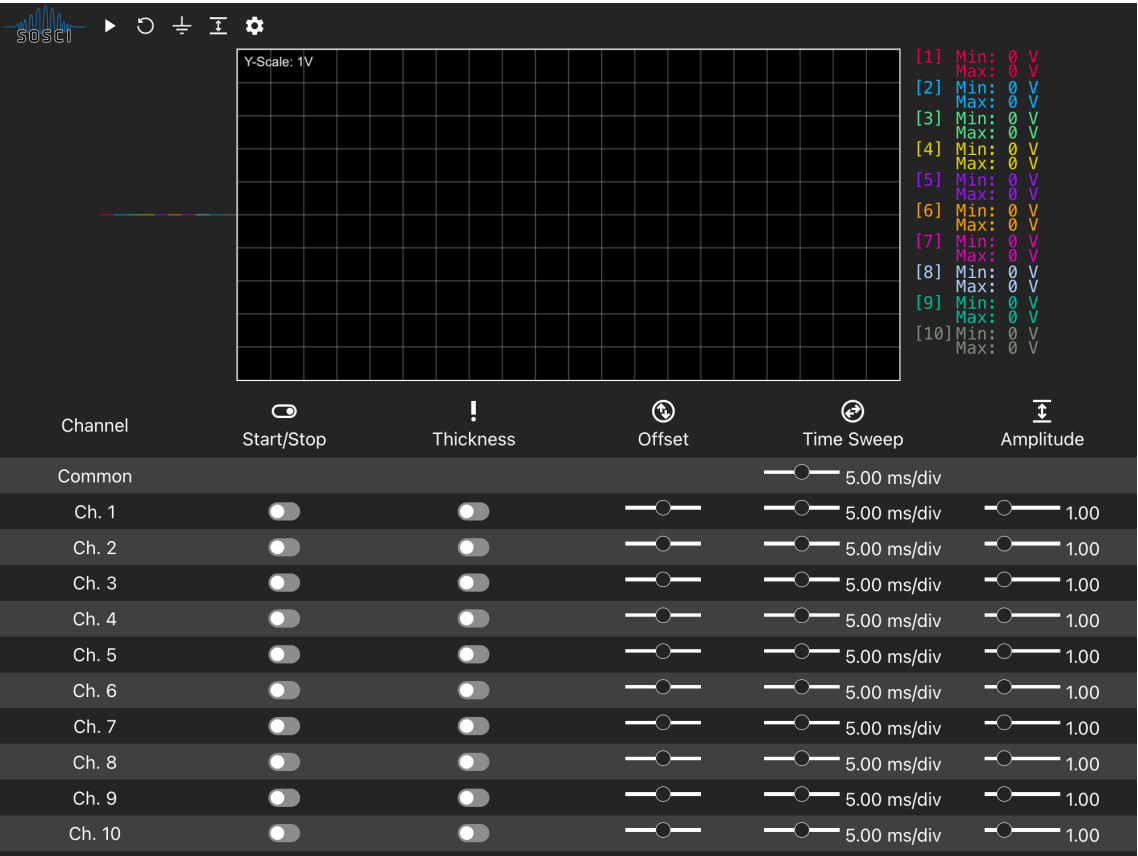 SOSCI
Y-Scale: 1V
[1] Min: 0 V
Max: 0 V
[2] Min: 0 V
Max: 0 V
[3] Min: 0 V
Max: 0 V
[4] Min: 0 V
Max: 0 V
[5] Min: 0 V
Max: 0 V
[6] Min: 0 V
Max: 0 V
[7] Min: 0 V
Max: 0 V
[8] Min: 0 V
Max: 0 V
[9] Min: 0 V
Max: 0 V
[10] Min: 0 V
Max: 0 V
Channel Start/Stop Thickness Offset Time Sweep Amplitude
Common 5.00 ms/div
Ch. 1 5.00 ms/div 1.00
Ch. 2 5.00 ms/div 1.00
Ch. 3 5.00 ms/div 1.00
Ch. 4 5.00 ms/div 1.00
Ch. 5 5.00 ms/div 1.00
Ch. 6 5.00 ms/div 1.00
Ch. 7 5.00 ms/div 1.00
Ch. 8 5.00 ms/div 1.00
Ch. 9 5.00 ms/div 1.00
Ch. 10 5.00 ms/div 1.00